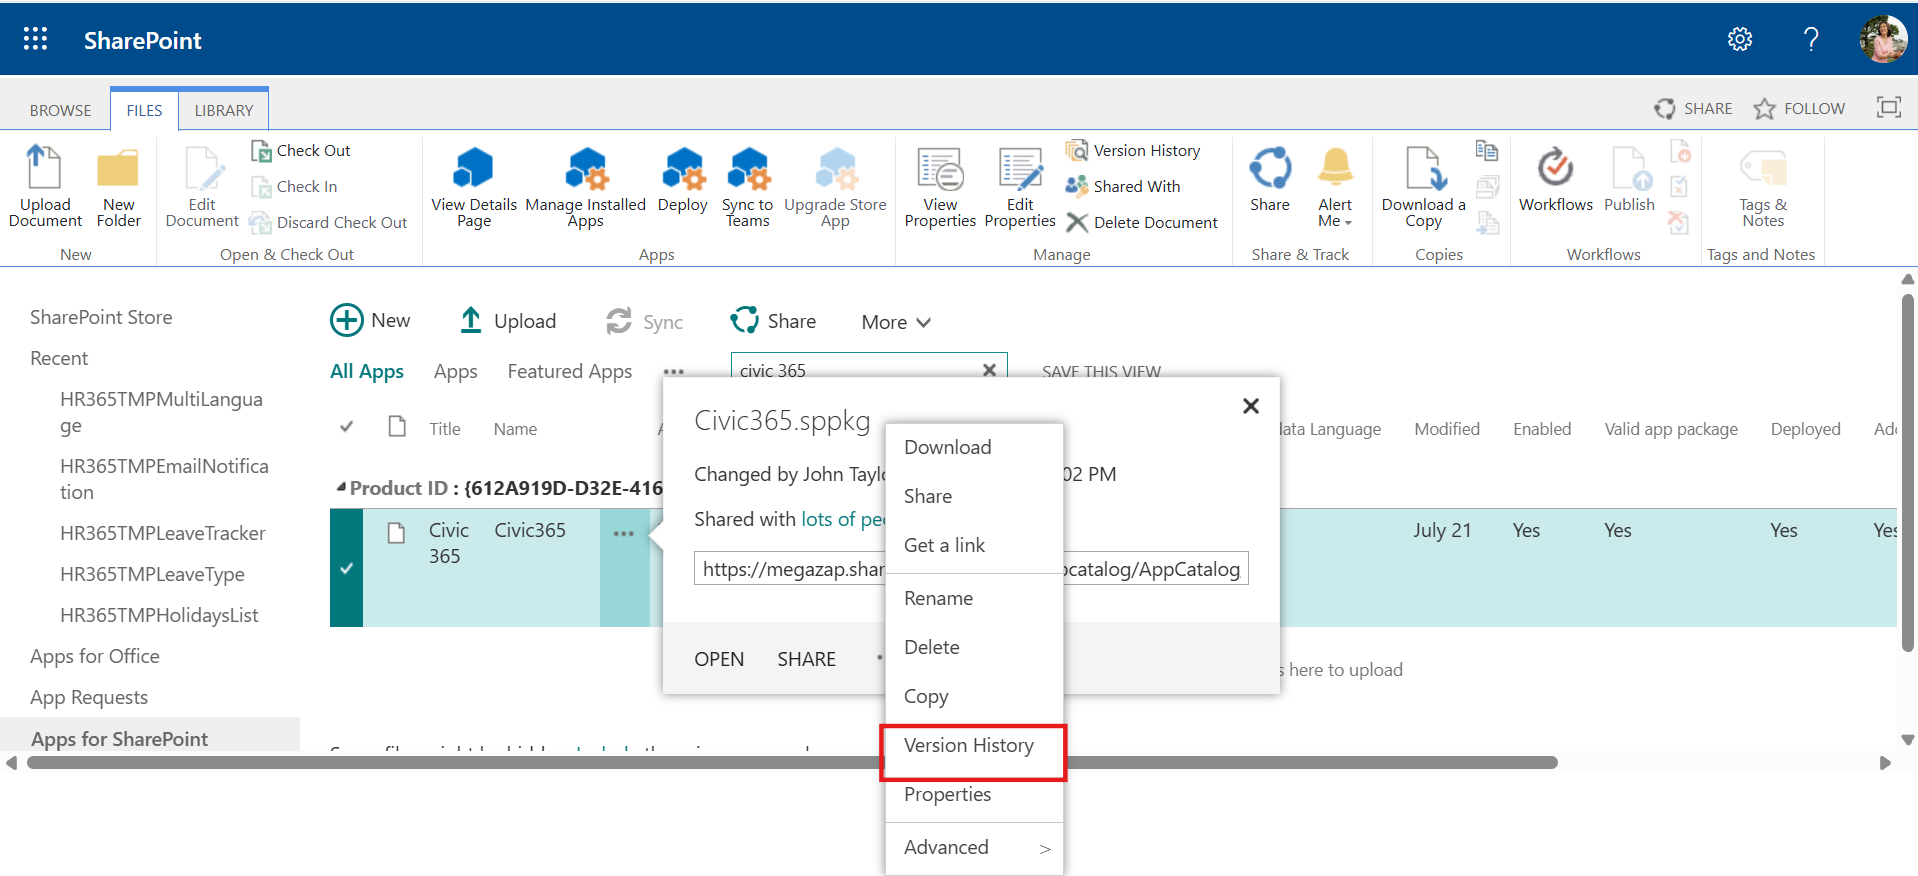 SharePoint
BROWSE FILES LIBRARY SHARE FOLLOW
Upload Document
New Folder
New
Edit Document
Check Out
Check In
Discard Check Out
Open & Check Out
View Details Page
Manage Installed Apps
Deploy
Sync to Teams
Upgrade Store App
Apps
View Properties
Edit Properties
Version History
Shared With
Delete Document
Manage
Share
Alert Me
Share & Track
Download a Copy
Copies
Workflows
Publish
Workflows
Tags & Notes
Tags and Notes
SharePoint Store
Recent
HR365TMPMultiLangua
ge
HR365TMPEmailNotifica
tion
HR365TMPLeaveTracker
HR365TMPLeaveType
HR365TMPHolidaysList
Apps for Office
App Requests
Apps for SharePoint
New Upload Sync Share More
All Apps Apps Featured Apps ••• civic 365 SAVE THIS VIEW
Title Name Language Modified Enabled Valid app package Deployed
Product ID : {612A919D-D32E-416
Civic 365 Civic365 ••• July 21 Yes Yes Yes Yes
here to upload
Civic365.sppkg
Changed by John 02 PM
Shared with lots of
https://megazap.shar catalog/AppCatalog
OPEN SHARE
Download
Share
Get a link
Rename
Delete
Copy
Version History
Properties
Advanced >